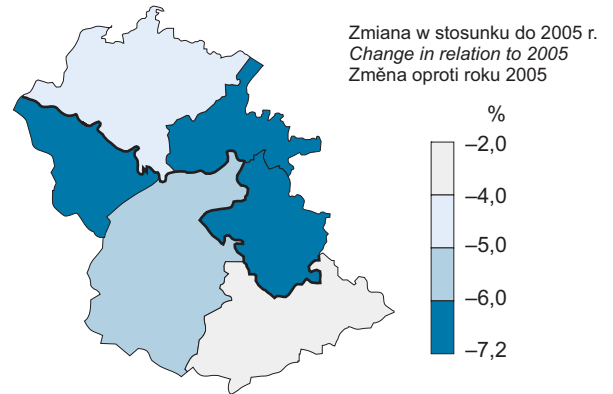 Zmiana w stosunku do 2005 r.
Change in relation to 2005
Změna oproti roku 2005
%
–2,0
–4,0
–5,0
–6,0
–7,2